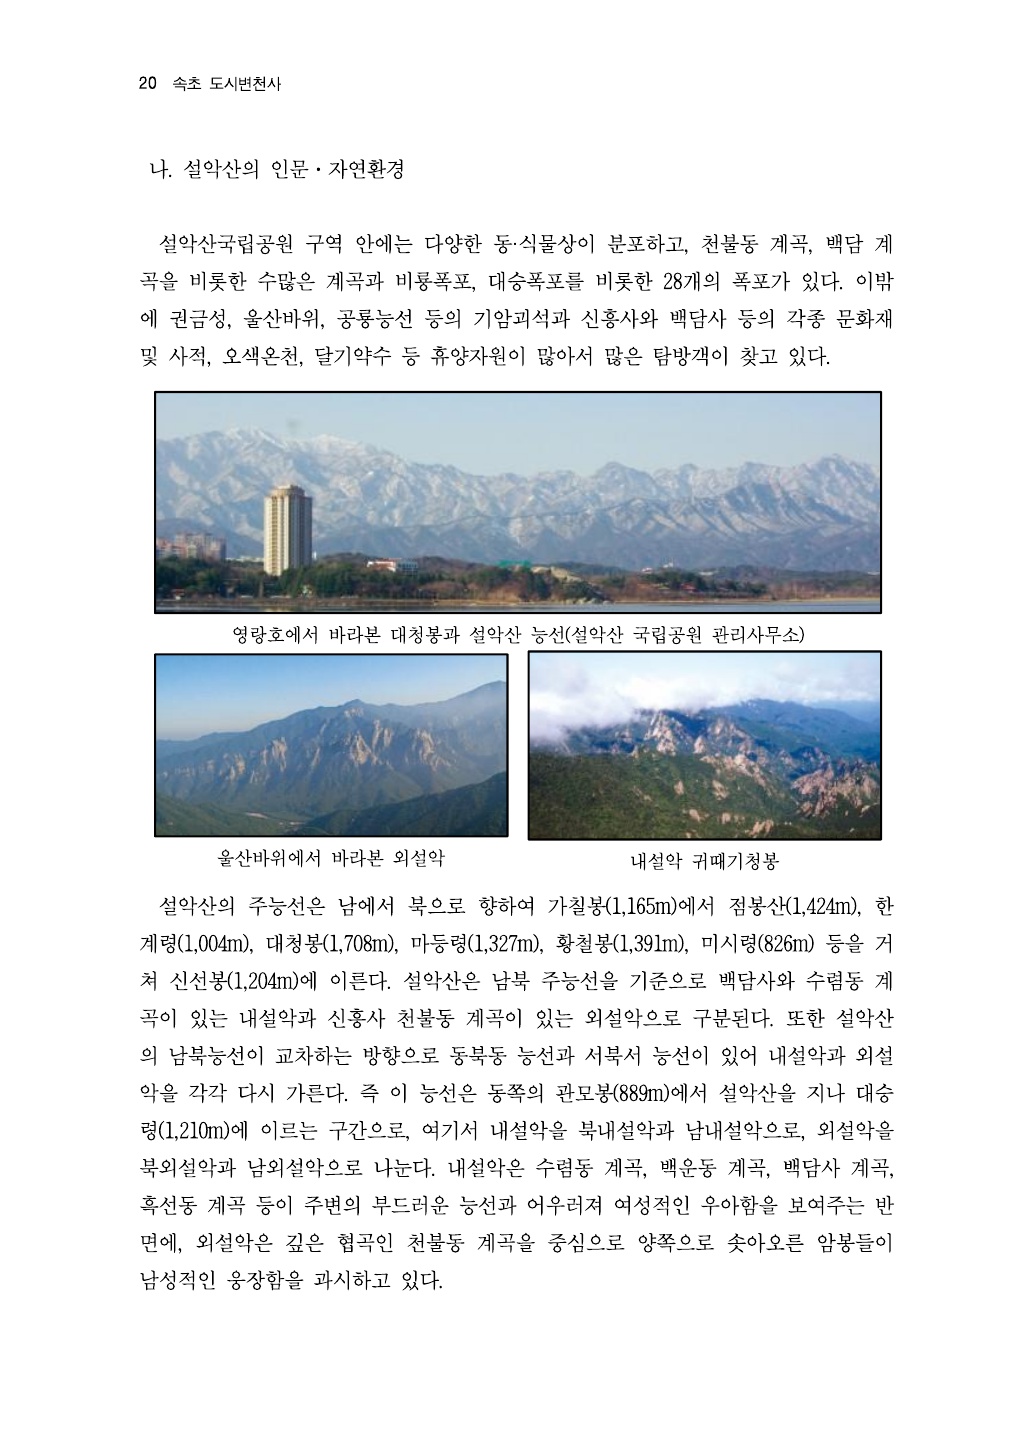 20 속초 도시변천사
나. 설악산의 인문·자연환경
설악산국립공원 구역 안에는 다양한 동·식물상이 분포하고, 천불동 계곡, 백담 계
곡을 비롯한 수많은 계곡과 비룡폭포, 대승폭포를 비롯한 28개의 폭포가 있다. 이밖
에 권금성, 울산바위, 공룡능선 등의 기암괴석과 신흥사와 백담사 등의 각종 문화재
및 사적, 오색온천, 달기약수 등 휴양자원이 많아서 많은 탐방객이 찾고 있다.
영랑호에서 바라본 대청봉과 설악산 능선(설악산 국립공원 관리사무소)
울산바위에서 바라본 외설악
내설악 귀때기청봉
설악산의 주능선은 남에서 북으로 향하여 가칠봉(1,165m)에서 점봉산(1,424m), 한
계령(1,004m), 대청봉(1,708m), 마등령(1,327m), 황철봉(1,391m), 미시령(826m) 등을 거
쳐 신선봉(1,204m)에 이른다. 설악산은 남북 주능선을 기준으로 백담사와 수렴동 계
곡이 있는 내설악과 신흥사 천불동 계곡이 있는 외설악으로 구분된다. 또한 설악산
의 남북능선이 교차하는 방향으로 동북동 능선과 서북서 능선이 있어 내설악과 외설
악을 각각 다시 가른다. 즉 이 능선은 동쪽의 관모봉(889m)에서 설악산을 지나 대승
령(1,210m)에 이르는 구간으로, 여기서 내설악을 북내설악과 남내설악으로, 외설악을
북외설악과 남외설악으로 나눈다. 내설악은 수렴동 계곡, 백운동 계곡, 백담사 계곡,
흑선동 계곡 등이 주변의 부드러운 능선과 어우러져 여성적인 우아함을 보여주는 반
면에, 외설악은 깊은 협곡인 천불동 계곡을 중심으로 양쪽으로 솟아오른 암봉들이
남성적인 웅장함을 과시하고 있다.